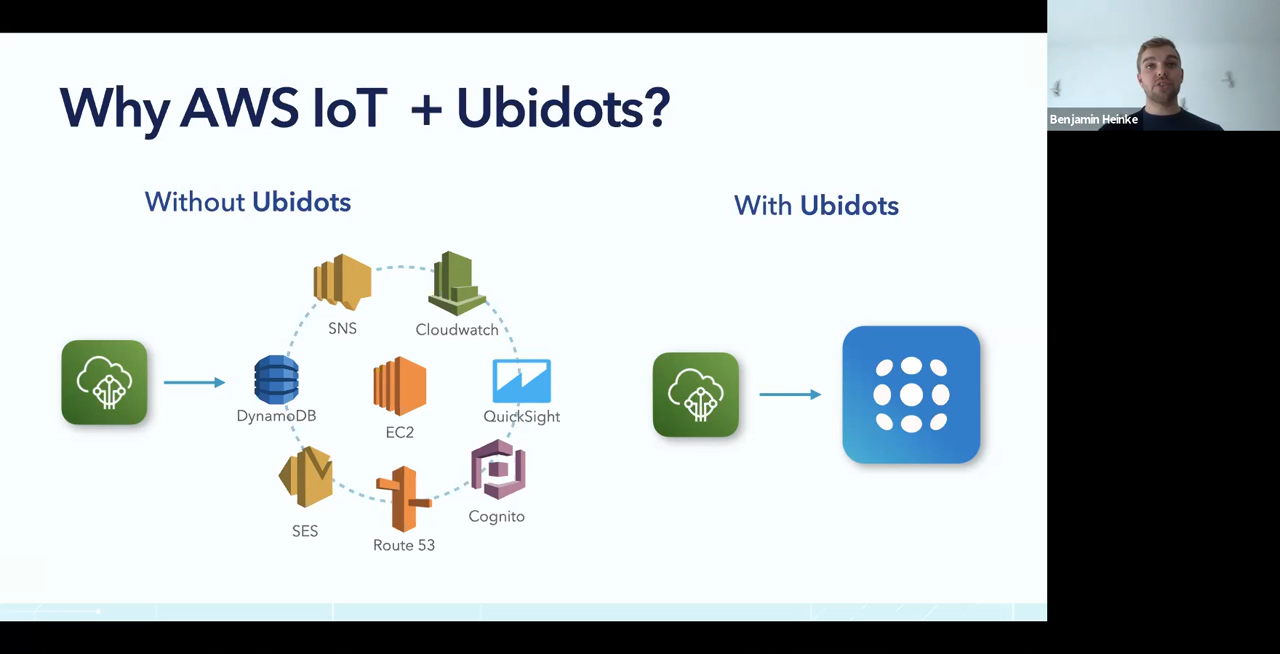 Why AWS IoT + Ubidots?
Benjamin Heinke
Without Ubidots
With Ubidots
SNS
Cloudwatch
DynamoDB
EC2
QuickSight
SES
Route 53
Cognito